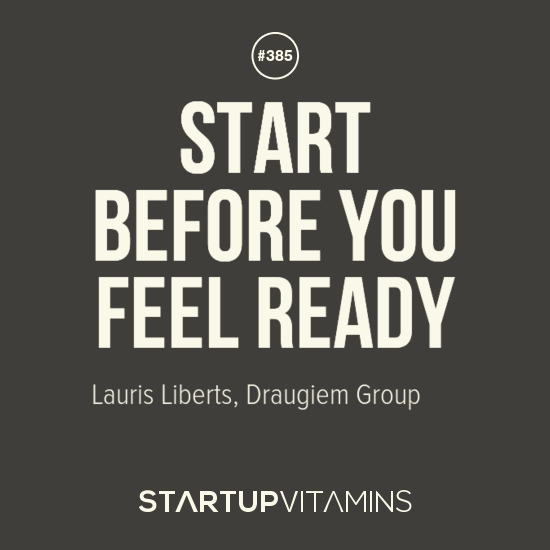 #385
START
BEFORE YOU
FEEL READY
Lauris Liberts, Draugiem Group
STARTUPVITAMINS